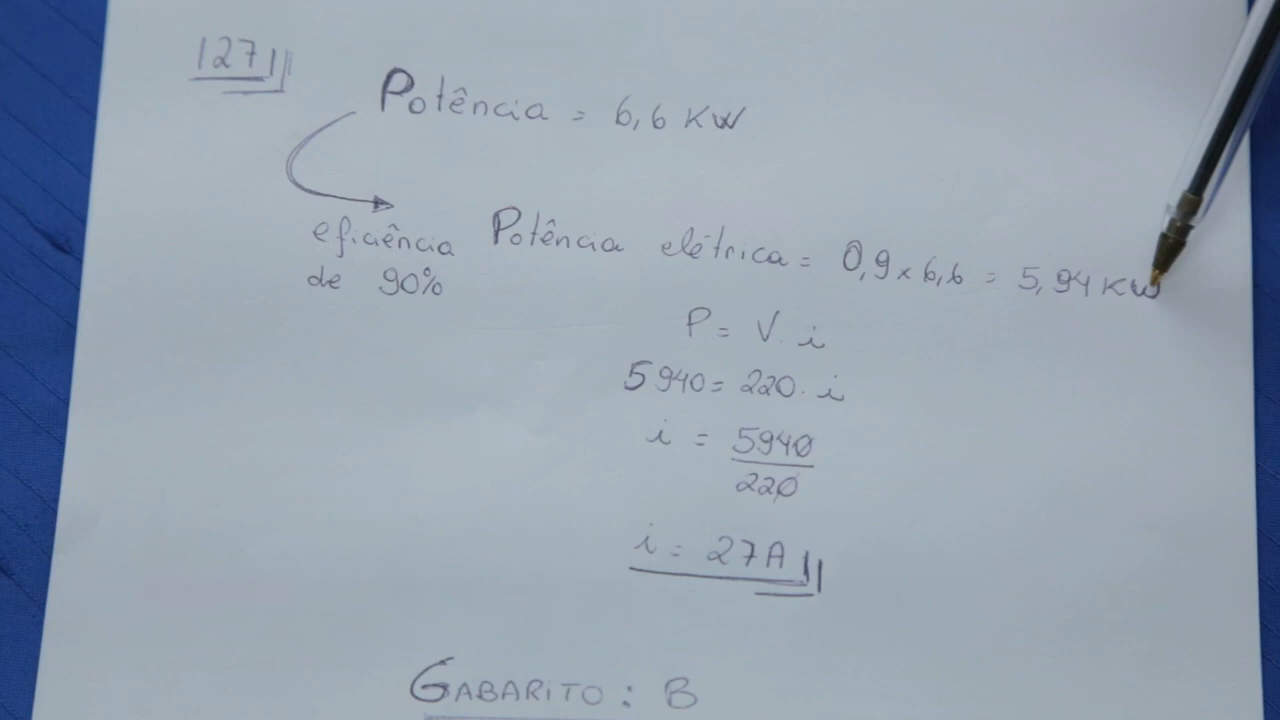 127
Potência = 6,6 KW
eficiência Potência elétrica = 0,9 x 6,6 = 5,94 KW
de 90%
P = V. i
5940 = 220. i
i = 5940
220
i = 27A
GABARITO: B